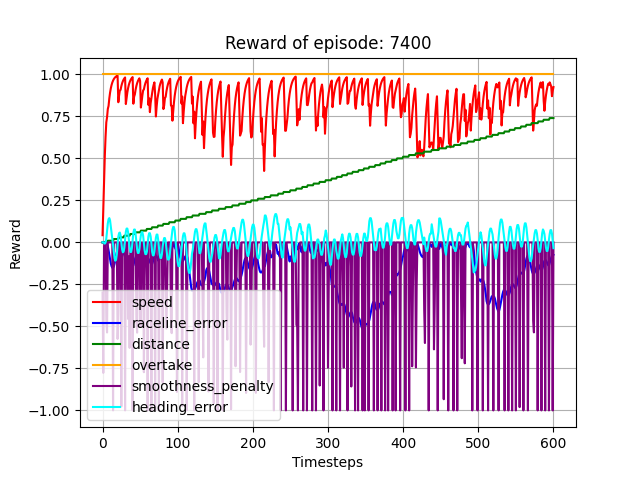 Reward of episode: 7400
Reward
1.00
0.75
0.50
0.25
0.00
−0.25
−0.50
−0.75
−1.00
speed
raceline_error
distance
overtake
smoothness_penalty
heading_error
0 100 200 300 400 500 600
Timesteps